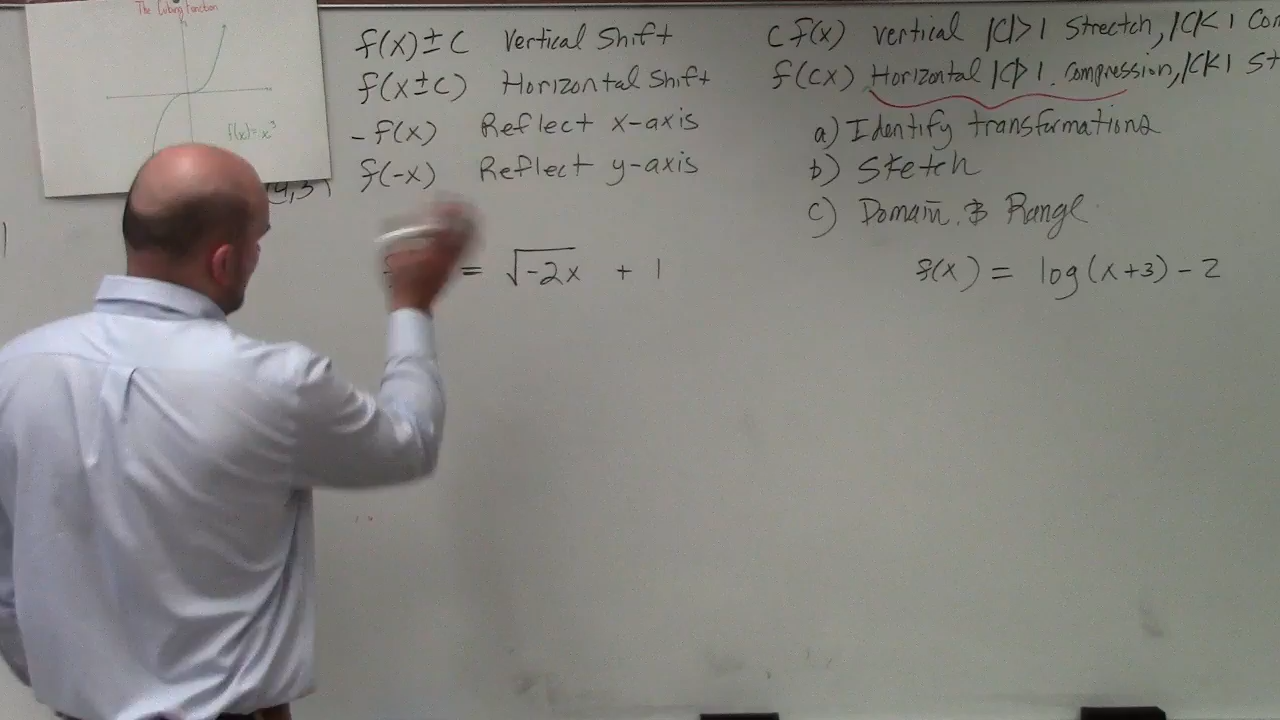 The Cubing Function
f(x)=x³
f(x) ± C Vertical Shift
f(x±C) Horizontal Shift
-f(x) Reflect x-axis
f(-x) Reflect y-axis
C f(x) vertical |C|>1 Stretch, |C|<1 Com
f(cx) Horizontal |C|>1 Compression, |C|<1 St
a) Identify transformations
b) Sketch
c) Domain & Range
= √-2x + 1
f(x) = log(x+3) - 2